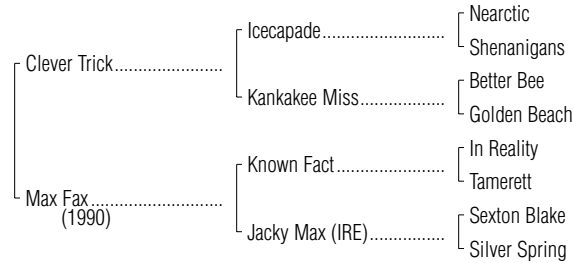 Nearctic
Icecapade
Shenanigans
Clever Trick
Better Bee
Kankakee Miss
Golden Beach
In Reality
Known Fact
Tamerett
Max Fax
(1990)
Sexton Blake
Jacky Max (IRE)
Silver Spring